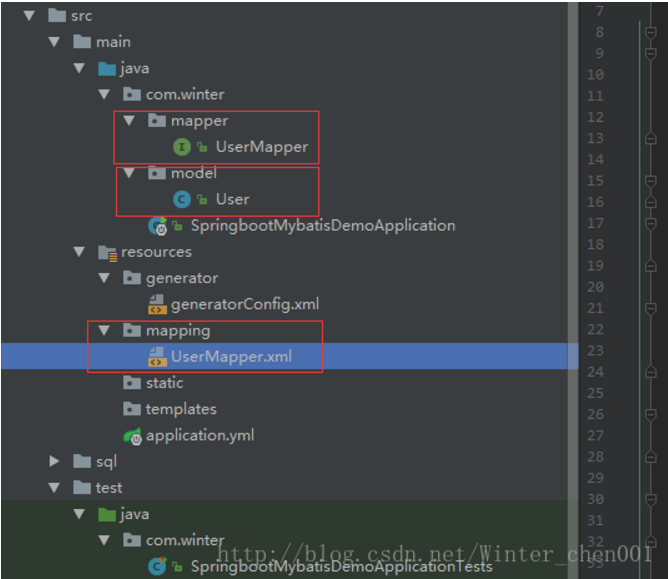 src
7
main
8
java
9
com.winter
10
mapper
11
I UserMapper
12
model
13
C User
14
SpringbootMybatisDemoApplication
15
resources
16
generator
17
generatorConfig.xml
18
mapping
19
UserMapper.xml
20
static
21
templates
22
application.yml
23
sql
24
test
25
java
26
com.winter
27
SpringbootMybatisDemoApplicationTests
28
29
30
31
32
33
http://blog.csdn.net/Winter_chen001